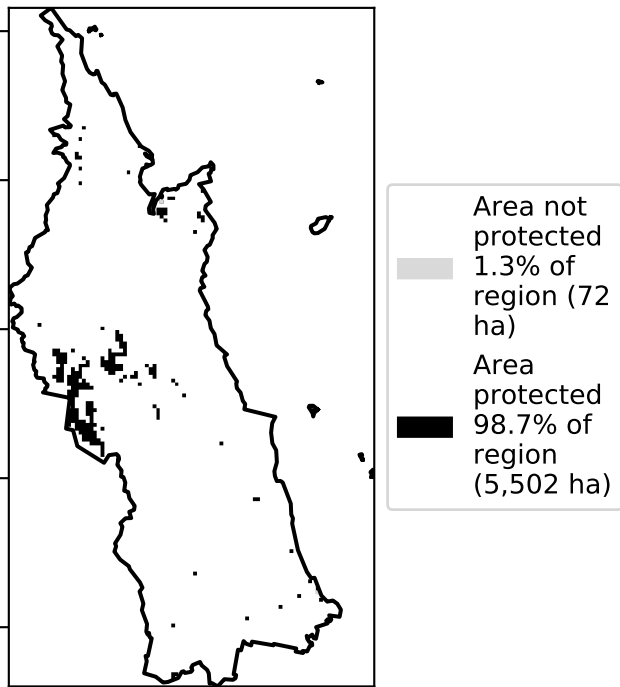 Area not
protected
1.3% of
region (72
ha)
Area
protected
98.7% of
region
(5,502 ha)